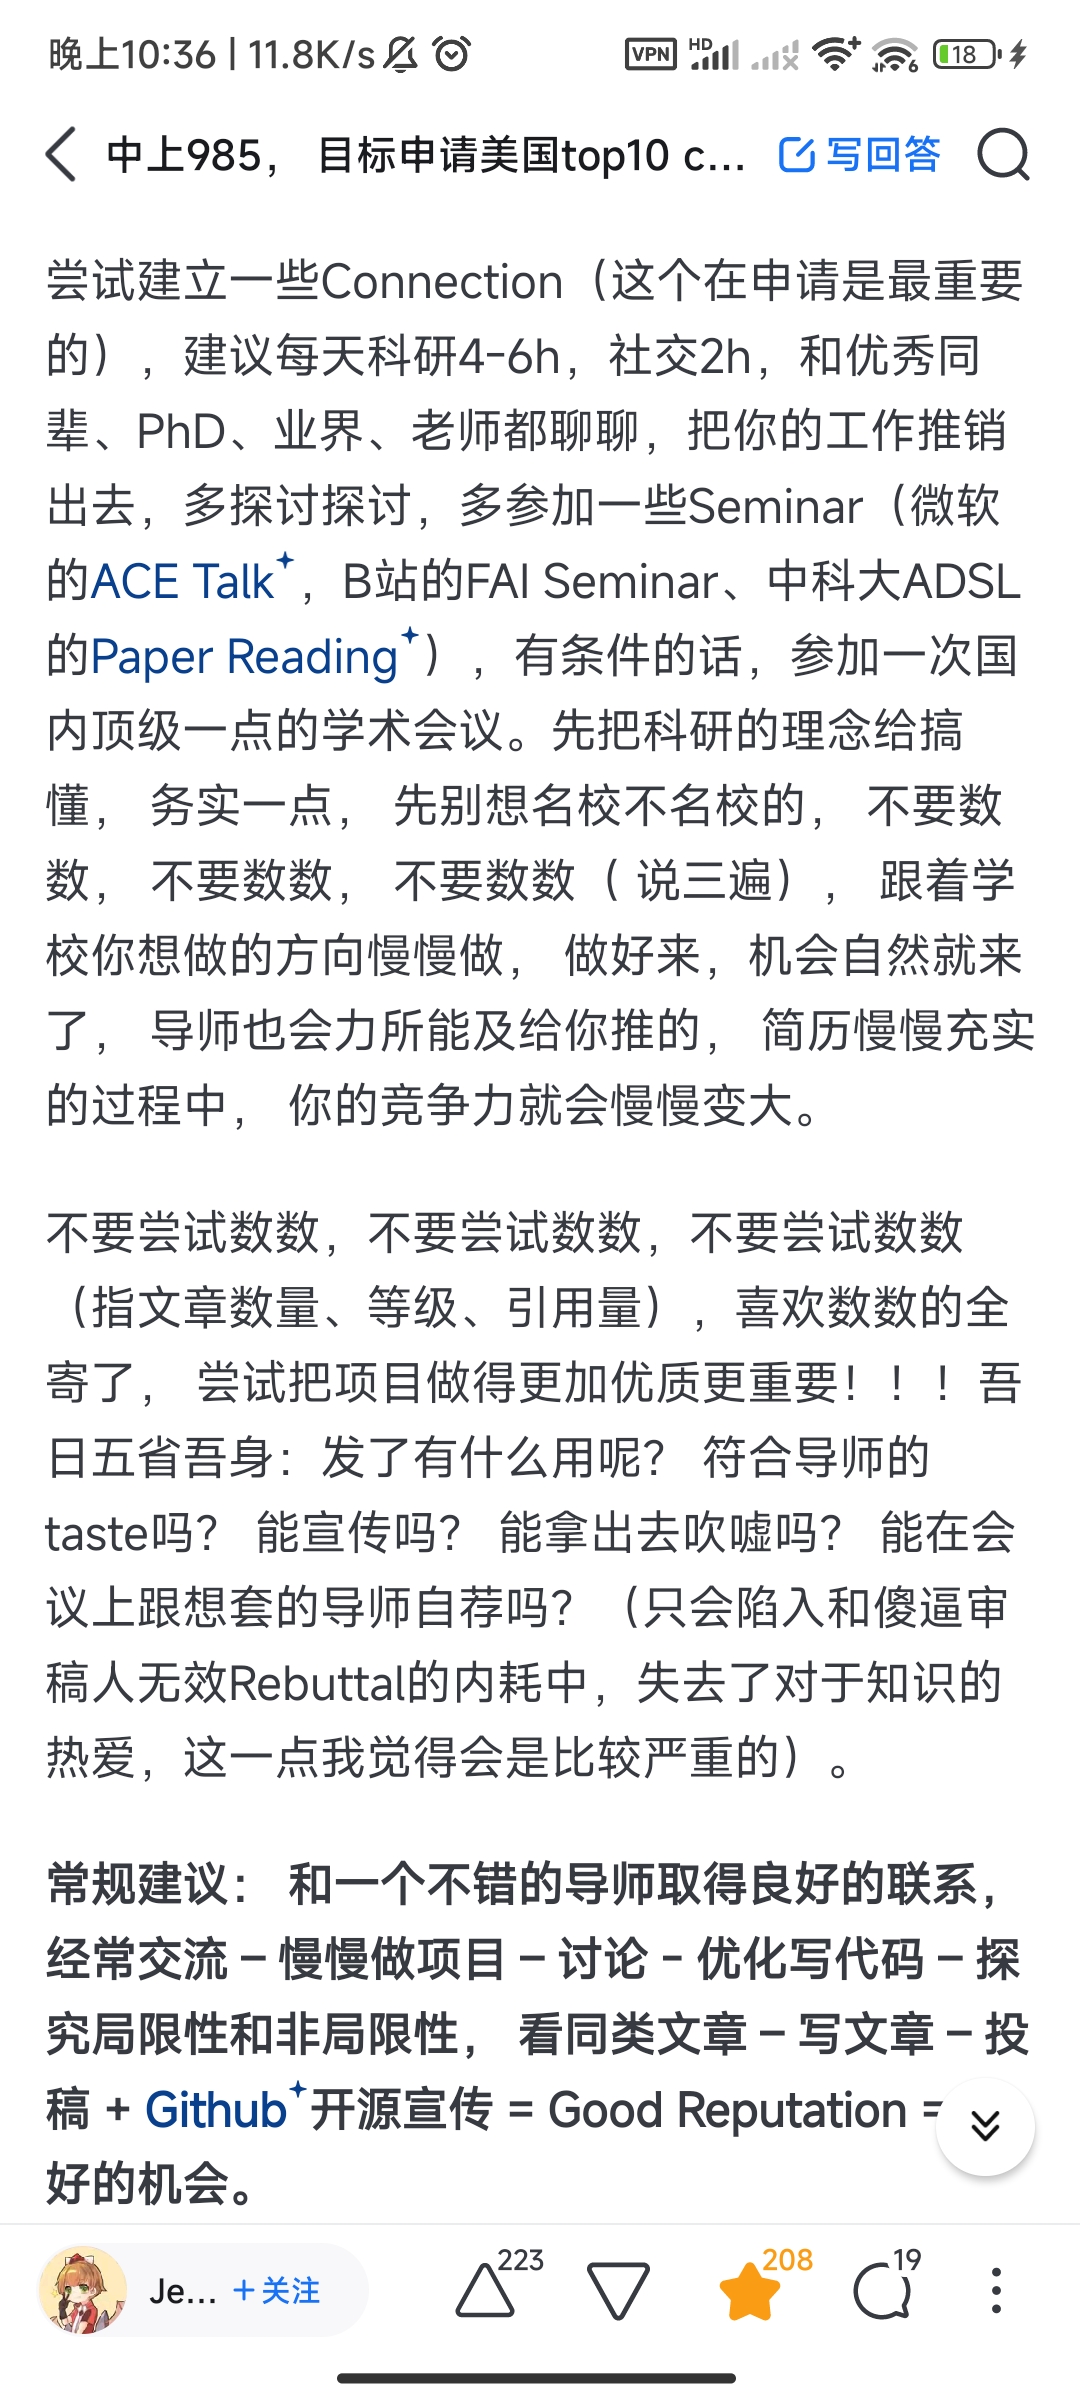 晚上10:36 | 11.8K/s
VPN HD 6 18
中上985， 目标申请美国top10 c... 写回答
尝试建立一些Connection（这个在申请是最重要
的），建议每天科研4-6h，社交2h，和优秀同
辈、PhD、业界、老师都聊聊，把你的工作推销
出去，多探讨探讨，多参加一些Seminar（微软
的ACE Talk，B站的FAI Seminar、中科大ADSL
的Paper Reading），有条件的话，参加一次国
内顶级一点的学术会议。先把科研的理念给搞
懂， 务实一点， 先别想名校不名校的， 不要数
数， 不要数数， 不要数数（ 说三遍）， 跟着学
校你想做的方向慢慢做， 做好来，机会自然就来
了， 导师也会力所能及给你推的， 简历慢慢充实
的过程中， 你的竞争力就会慢慢变大。
不要尝试数数，不要尝试数数，不要尝试数数
（指文章数量、等级、引用量），喜欢数数的全
寄了， 尝试把项目做得更加优质更重要！！！吾
日五省吾身：发了有什么用呢？ 符合导师的
taste吗？ 能宣传吗？ 能拿出去吹嘘吗？ 能在会
议上跟想套的导师自荐吗？（只会陷入和傻逼审
稿人无效Rebuttal的内耗中，失去了对于知识的
热爱，这一点我觉得会是比较严重的）。
常规建议： 和一个不错的导师取得良好的联系，
经常交流 – 慢慢做项目 – 讨论 - 优化写代码 – 探
究局限性和非局限性， 看同类文章 – 写文章 – 投
稿 + Github开源宣传 = Good Reputation =
好的机会。
Je... + 关注 223 208 19